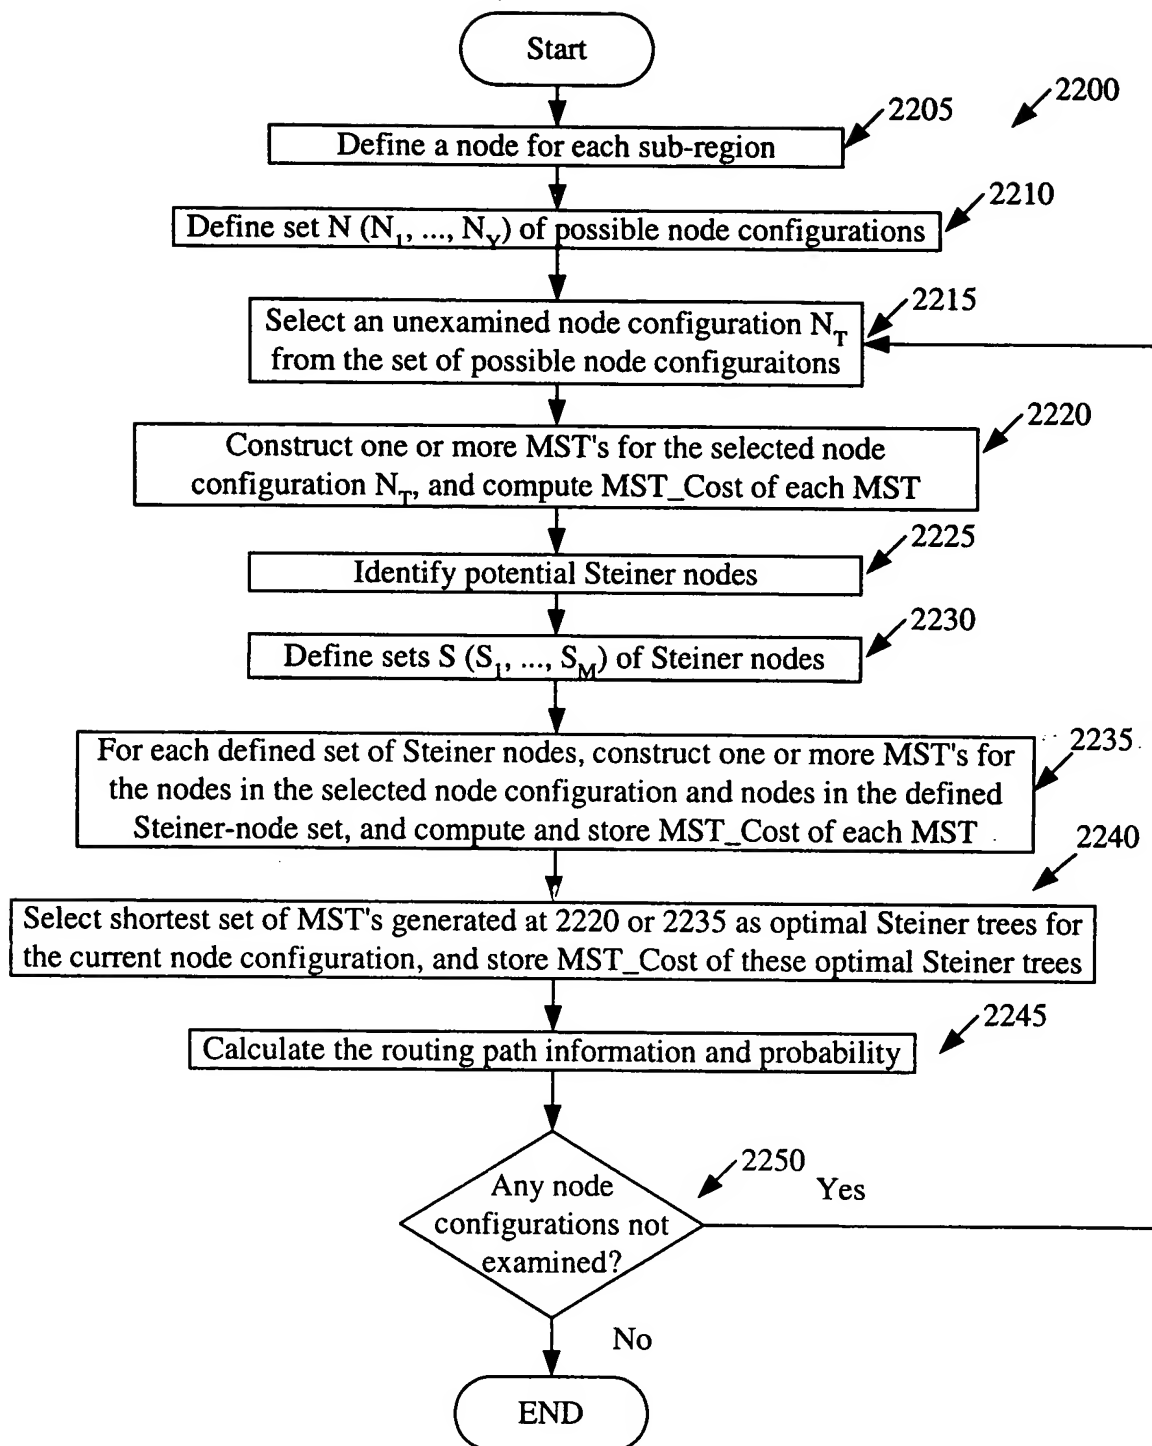 Start
2200
2205
Define a node for each sub-region
2210
Define set N (N1, ..., NY) of possible node configurations
2215
Select an unexamined node configuration NT
from the set of possible node configuraitons
2220
Construct one or more MST's for the selected node
configuration NT, and compute MST_Cost of each MST
2225
Identify potential Steiner nodes
2230
Define sets S (S1, ..., SM) of Steiner nodes
2235
For each defined set of Steiner nodes, construct one or more MST's for
the nodes in the selected node configuration and nodes in the defined
Steiner-node set, and compute and store MST_Cost of each MST
2240
Select shortest set of MST's generated at 2220 or 2235 as optimal Steiner trees for
the current node configuration, and store MST_Cost of these optimal Steiner trees
2245
Calculate the routing path information and probability
2250
Any node
configurations not
examined?
Yes
No
END